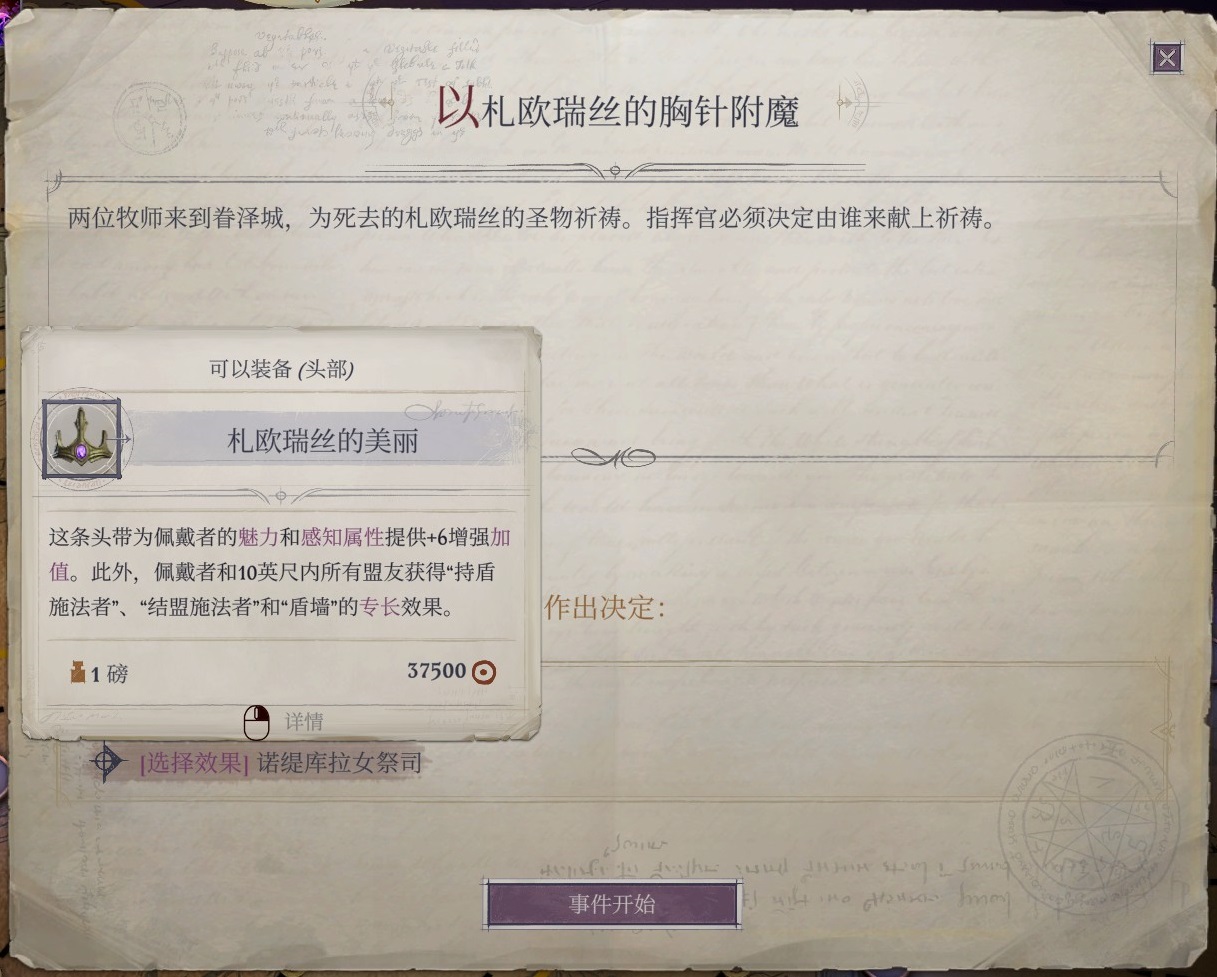 以札欧瑞丝的胸针附魔
两位牧师来到眷泽城，为死去的札欧瑞丝的圣物祈祷。指挥官必须决定由谁来献上祈祷。
可以装备 (头部)
札欧瑞丝的美丽
这条头带为佩戴者的魅力和感知属性提供+6增强加
值。此外，佩戴者和10英尺内所有盟友获得“持盾
施法者”、“结盟施法者”和“盾墙”的专长效果。
1 磅
37500
详情
作出决定：
[选择效果] 诺缇库拉女祭司
事件开始